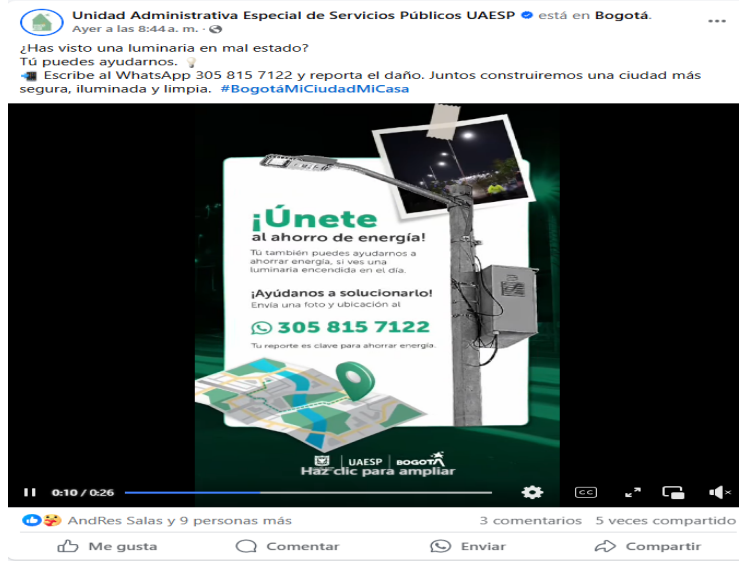 Unidad Administrativa Especial de Servicios Públicos UAESP está en Bogotá.
Ayer a las 8:44 a. m. ·
¿Has visto una luminaria en mal estado?
Tú puedes ayudarnos.
Escribe al WhatsApp 305 815 7122 y reporta el daño. Juntos construiremos una ciudad más
segura, iluminada y limpia. #BogotáMiCiudadMiCasa
¡Únete
al ahorro de energía!
Tú también puedes ayudarnos a
ahorrar energía, si ves una
luminaria encendida en el día.
¡Ayúdanos a solucionarlo!
Envía una foto y ubicación al
305 815 7122
Tu reporte es clave para ahorrar energía.
UAESP BOGOTÁ
Haz clic para ampliar
0:10 / 0:26
CC
AndRes Salas y 9 personas más 3 comentarios 5 veces compartido
Me gusta Comentar Enviar Compartir